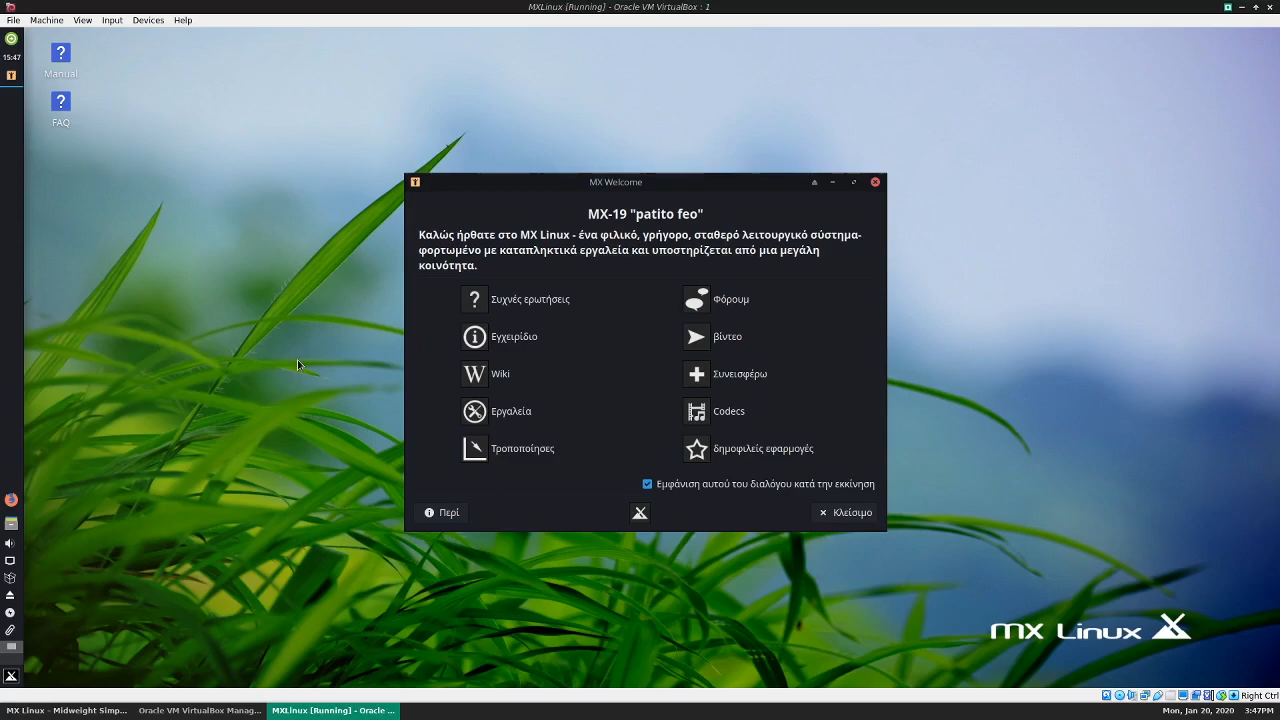 MXLinux [Running] - Oracle VM VirtualBox : 1
File Machine View Input Devices Help
15:47
Manual
FAQ
MX Welcome
MX-19 "patito feo"
Καλώς ήρθατε στο MX Linux - ένα φιλικό, γρήγορο, σταθερό λειτουργικό σύστημα-
φορτωμένο με καταπληκτικά εργαλεία και υποστηρίζεται από μια μεγάλη
κοινότητα.
Συχνές ερωτήσεις
Φόρουμ
Εγχειρίδιο
βίντεο
Wiki
Συνεισφέρω
Εργαλεία
Codecs
Τροποποίησες
δημοφιλείς εφαρμογές
Εμφάνιση αυτού του διαλόγου κατά την εκκίνηση
Περί
Κλείσιμο
MX Linux
Right Ctrl
MX Linux – Midweight Simp...
Oracle VM VirtualBox Manag...
MXLinux [Running] - Oracle ...
Mon, Jan 20, 2020
3:47PM